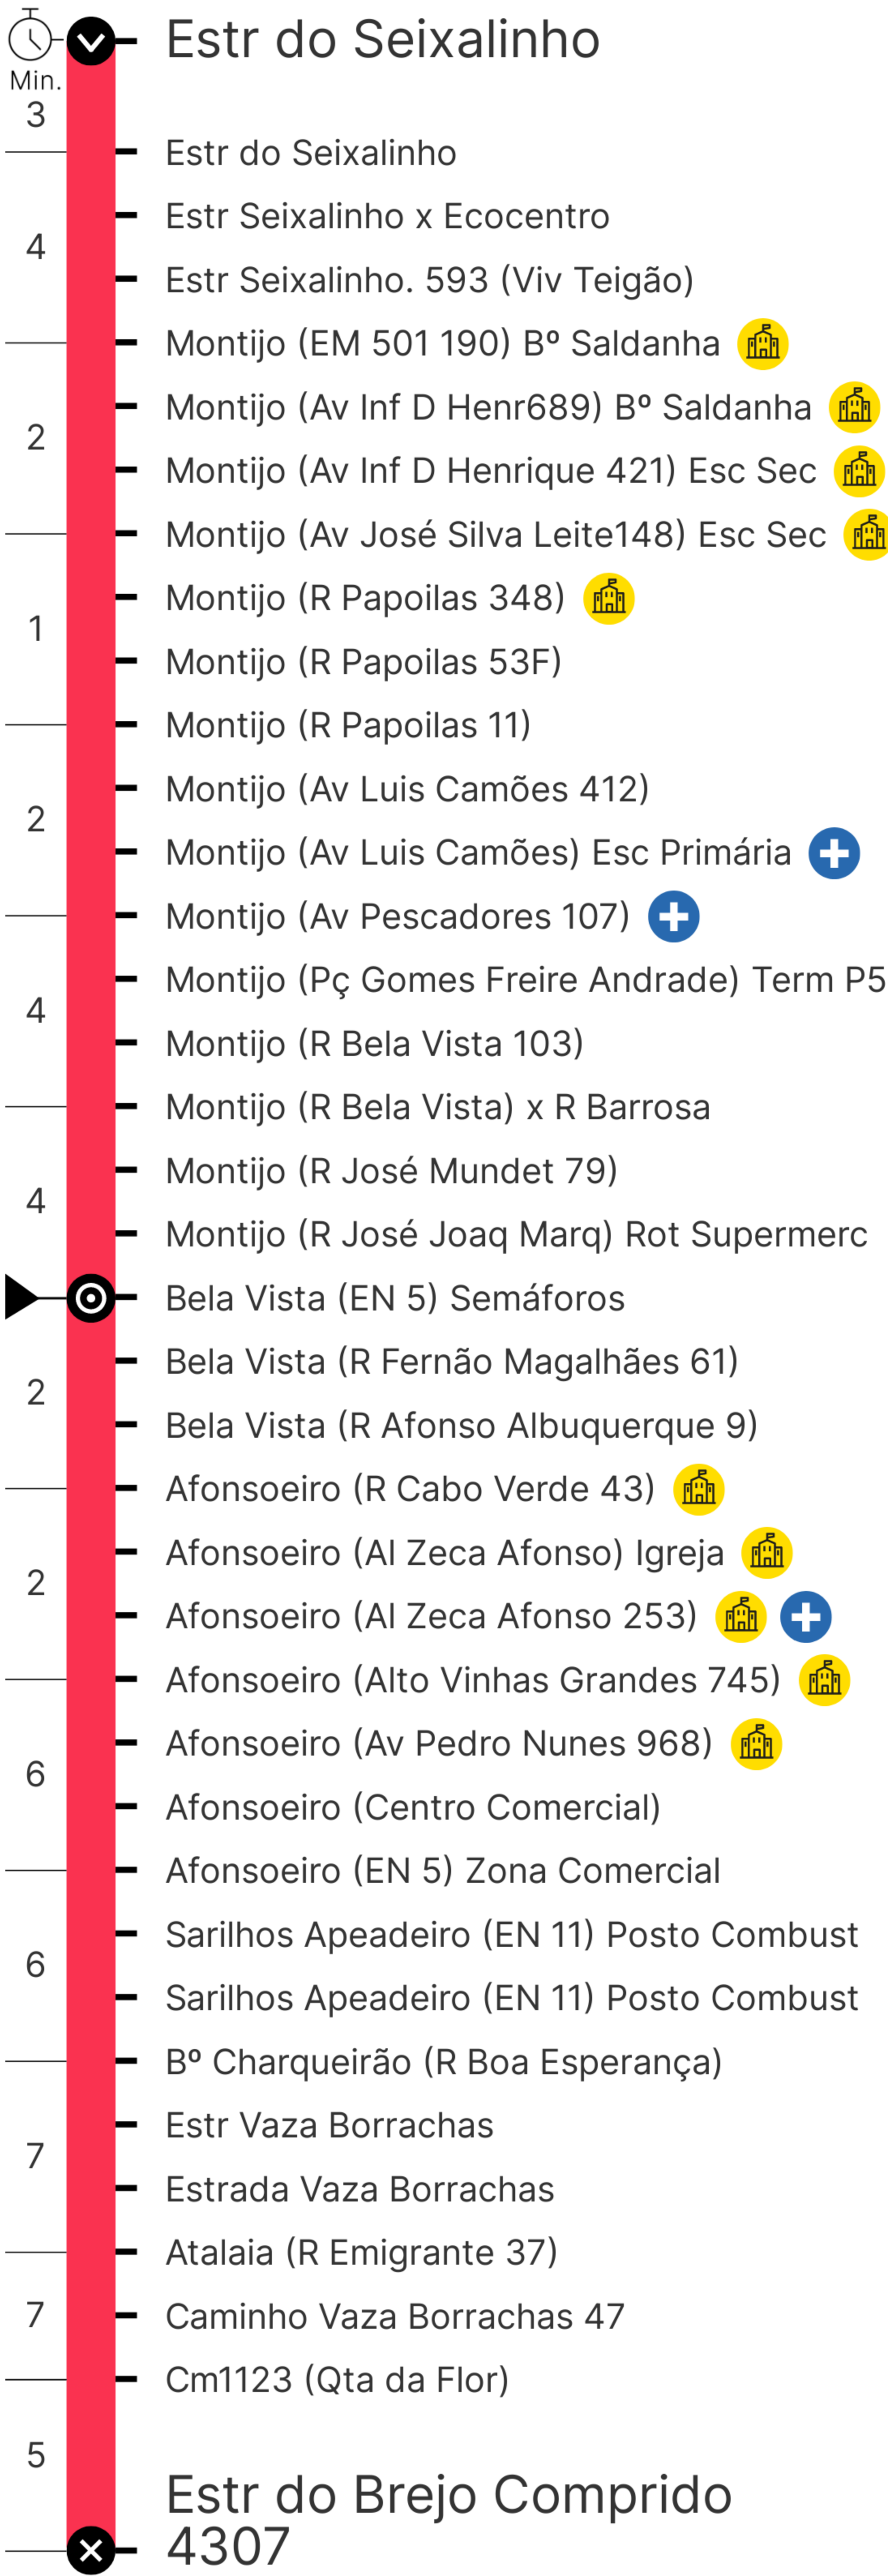 Estr do Seixalinho
Min.
3
Estr do Seixalinho
Estr Seixalinho x Ecocentro
4
Estr Seixalinho. 593 (Viv Teigão)
Montijo (EM 501 190) Bº Saldanha
Montijo (Av Inf D Henr689) Bº Saldanha
2
Montijo (Av Inf D Henrique 421) Esc Sec
Montijo (Av José Silva Leite148) Esc Sec
Montijo (R Papoilas 348)
1
Montijo (R Papoilas 53F)
Montijo (R Papoilas 11)
Montijo (Av Luis Camões 412)
2
Montijo (Av Luis Camões) Esc Primária
Montijo (Av Pescadores 107)
Montijo (Pç Gomes Freire Andrade) Term P5
4
Montijo (R Bela Vista 103)
Montijo (R Bela Vista) x R Barrosa
Montijo (R José Mundet 79)
4
Montijo (R José Joaq Marq) Rot Supermerc
Bela Vista (EN 5) Semáforos
Bela Vista (R Fernão Magalhães 61)
2
Bela Vista (R Afonso Albuquerque 9)
Afonsoeiro (R Cabo Verde 43)
Afonsoeiro (Al Zeca Afonso) Igreja
2
Afonsoeiro (Al Zeca Afonso 253)
Afonsoeiro (Alto Vinhas Grandes 745)
Afonsoeiro (Av Pedro Nunes 968)
6
Afonsoeiro (Centro Comercial)
Afonsoeiro (EN 5) Zona Comercial
Sarilhos Apeadeiro (EN 11) Posto Combust
6
Sarilhos Apeadeiro (EN 11) Posto Combust
Bº Charqueirão (R Boa Esperança)
Estr Vaza Borrachas
7
Estrada Vaza Borrachas
Atalaia (R Emigrante 37)
7
Caminho Vaza Borrachas 47
Cm1123 (Qta da Flor)
5
Estr do Brejo Comprido
4307